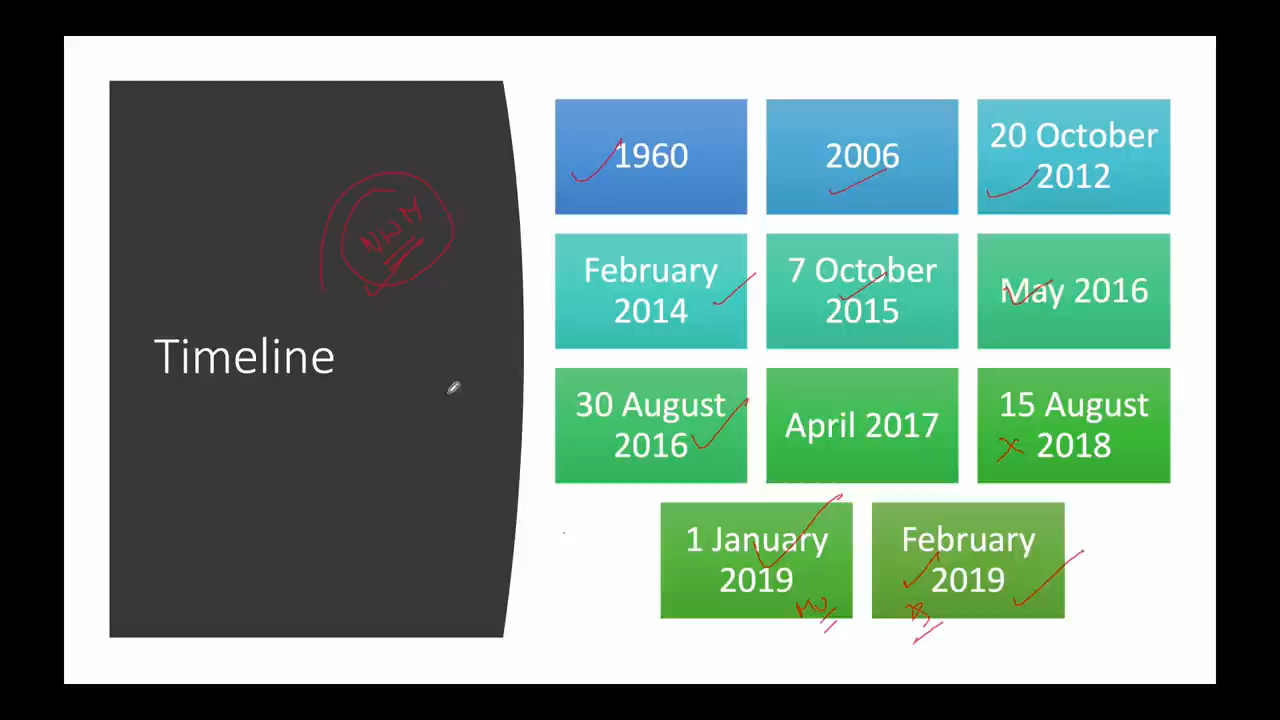 NWM
Timeline
1960
2006
20 October
2012
February
2014
7 October
2015
May 2016
30 August
2016
April 2017
15 August
2018
1 January
2019
February
2019